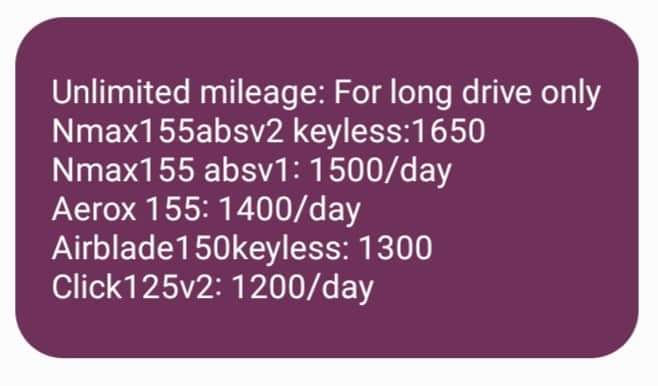 Unlimited mileage: For long drive only
Nmax155absv2 keyless:1650
Nmax155 absv1: 1500/day
Aerox 155: 1400/day
Airblade150keyless: 1300
Click125v2: 1200/day